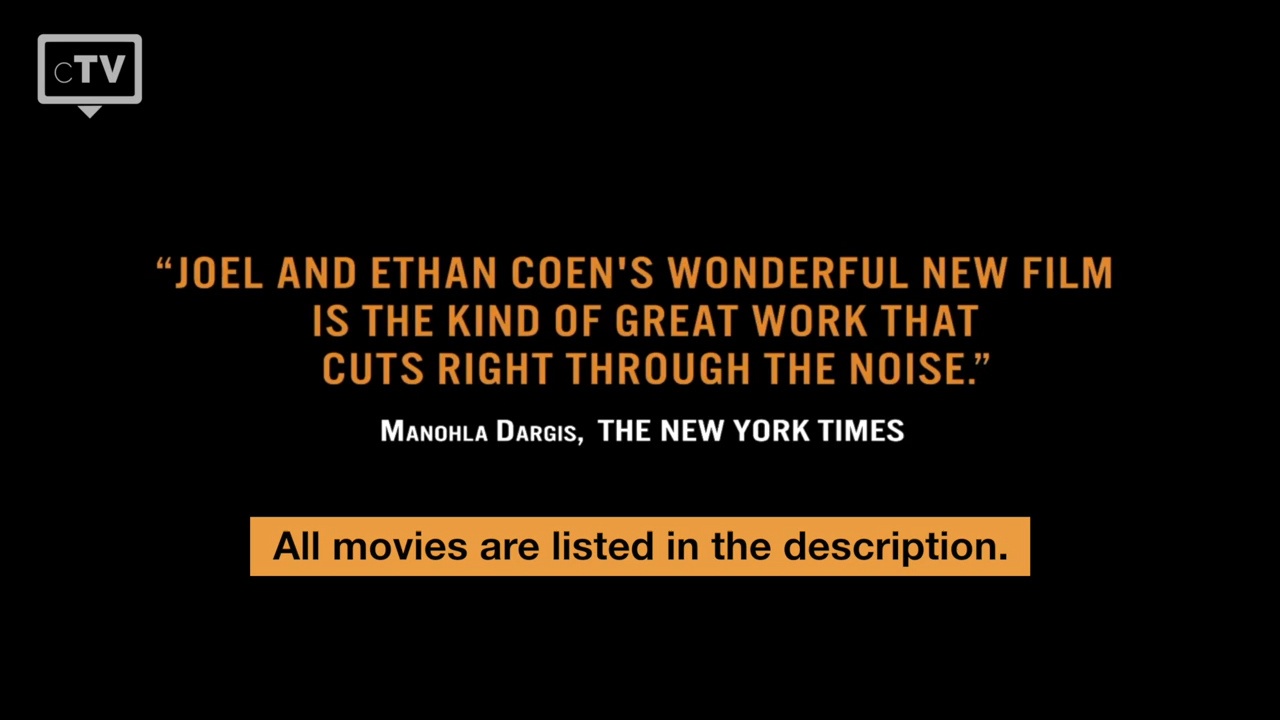 cTV
“JOEL AND ETHAN COEN'S WONDERFUL NEW FILM
IS THE KIND OF GREAT WORK THAT
CUTS RIGHT THROUGH THE NOISE.”
MANOHLA DARGIS, THE NEW YORK TIMES
All movies are listed in the description.